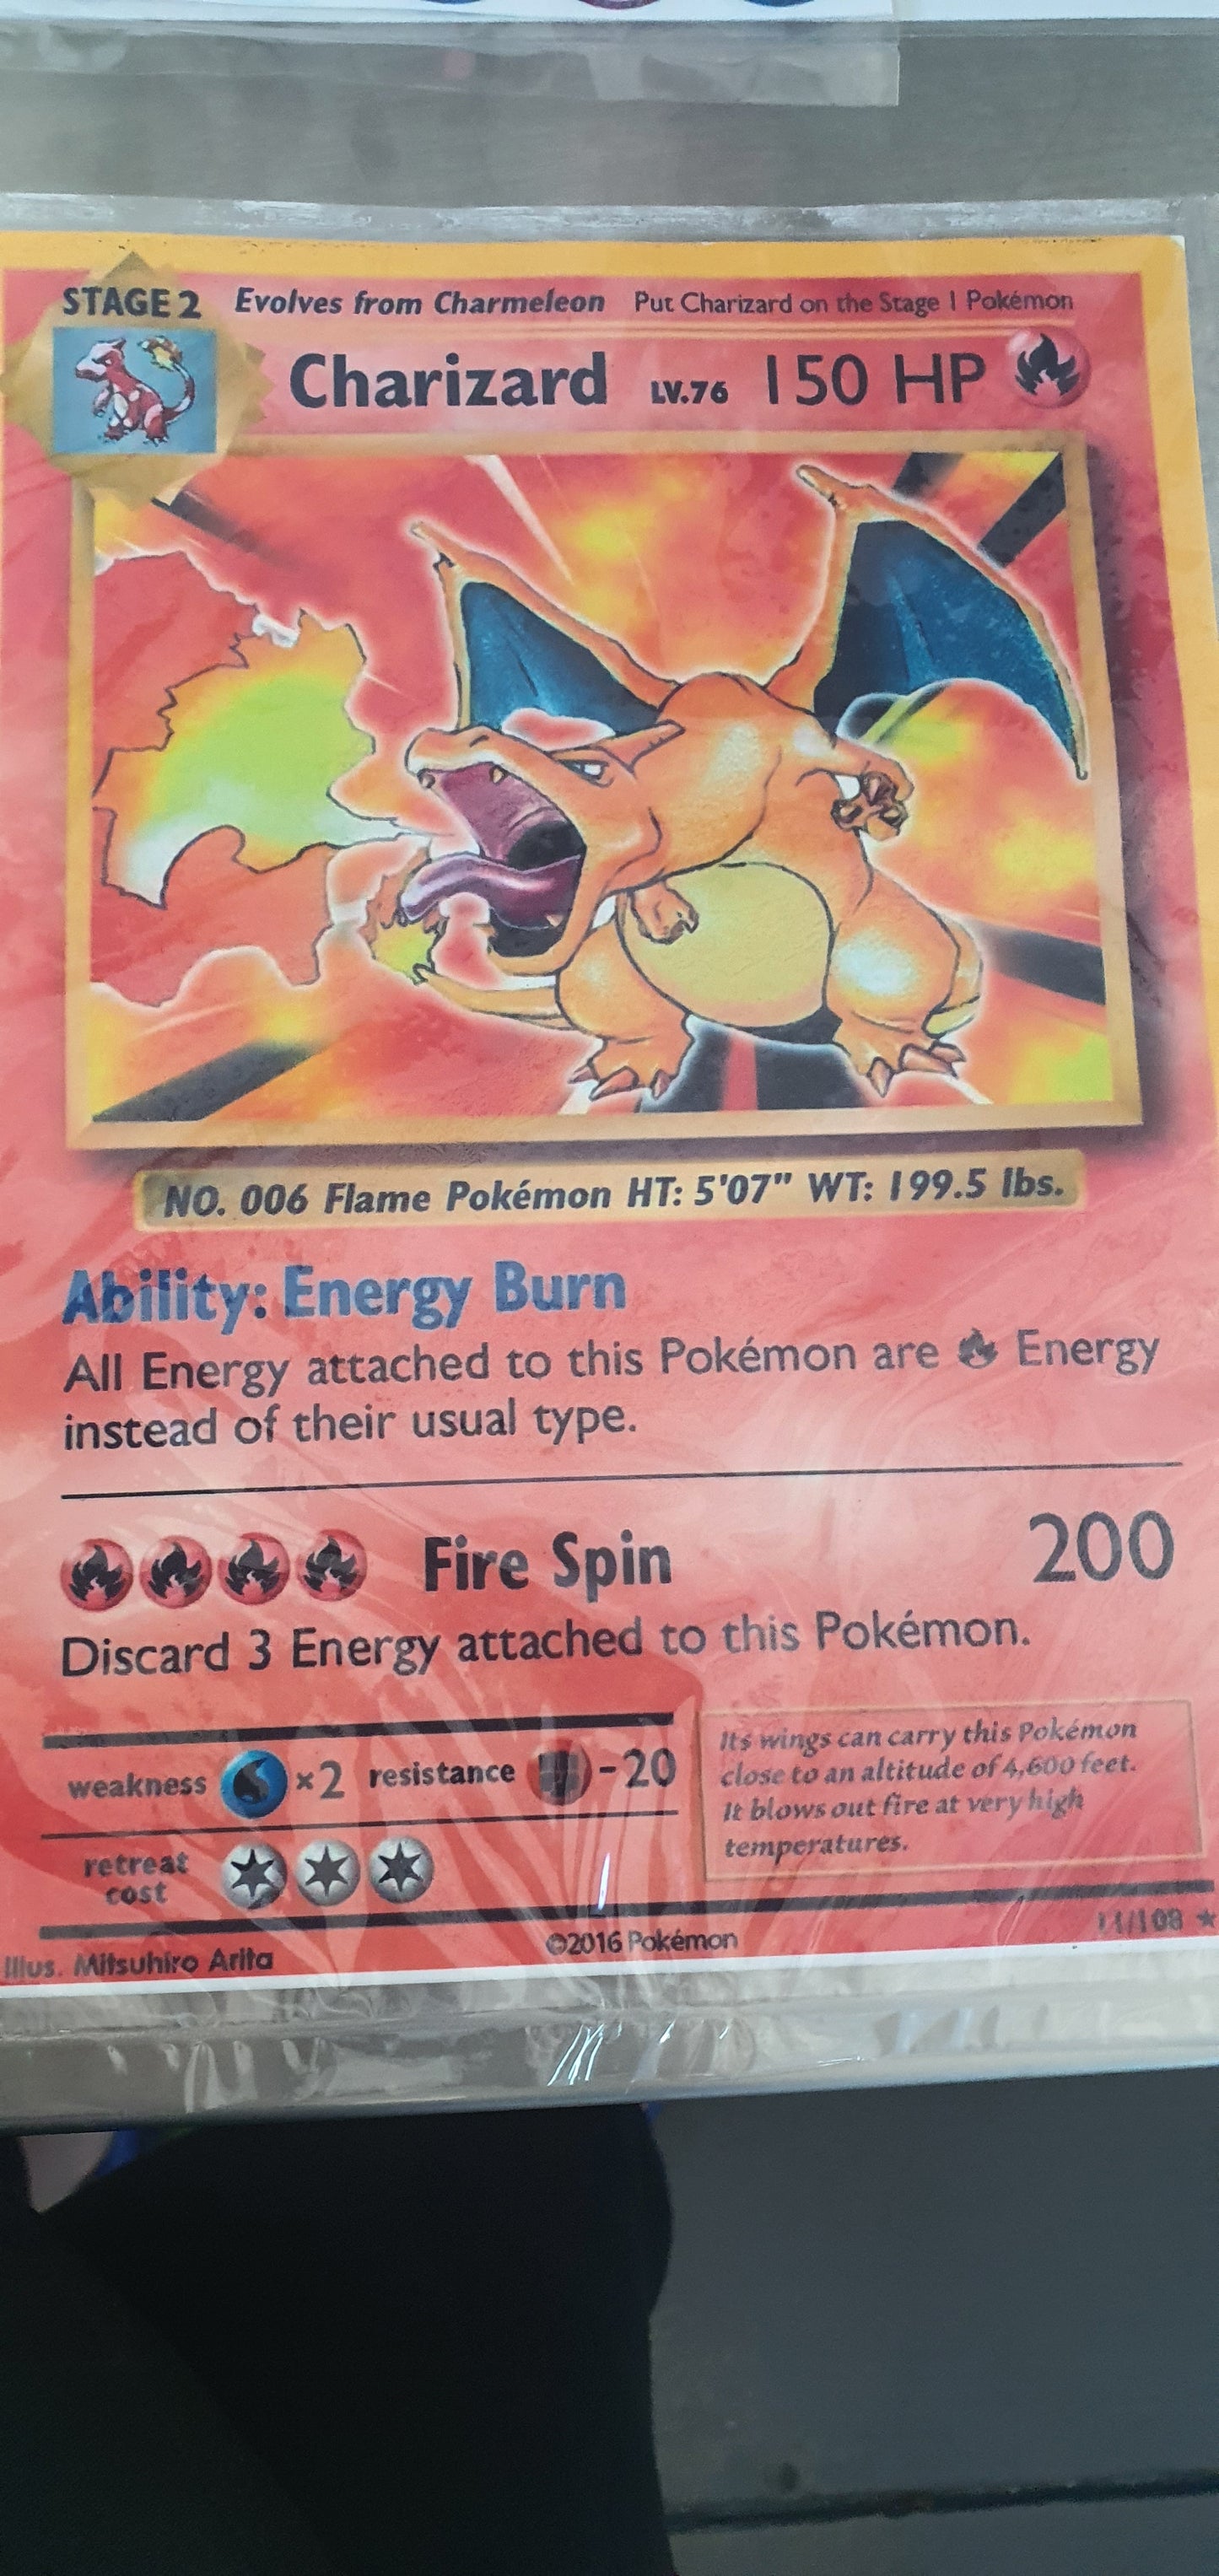 STAGE 2 Evolves from Charmeleon Put Charizard on the Stage 1 Pokémon
Charizard LV.76 150 HP
NO. 006 Flame Pokémon HT: 5'07" WT: 199.5 lbs.
Ability: Energy Burn
All Energy attached to this Pokémon are Energy
instead of their usual type.
Fire Spin 200
Discard 3 Energy attached to this Pokémon.
weakness ×2 resistance -20
retreat
cost
Its wings can carry this Pokémon
close to an altitude of 4,600 feet.
It blows out fire at very high
temperatures.
Illus. Mitsuhiro Arita ©2016 Pokémon 11/108 ★